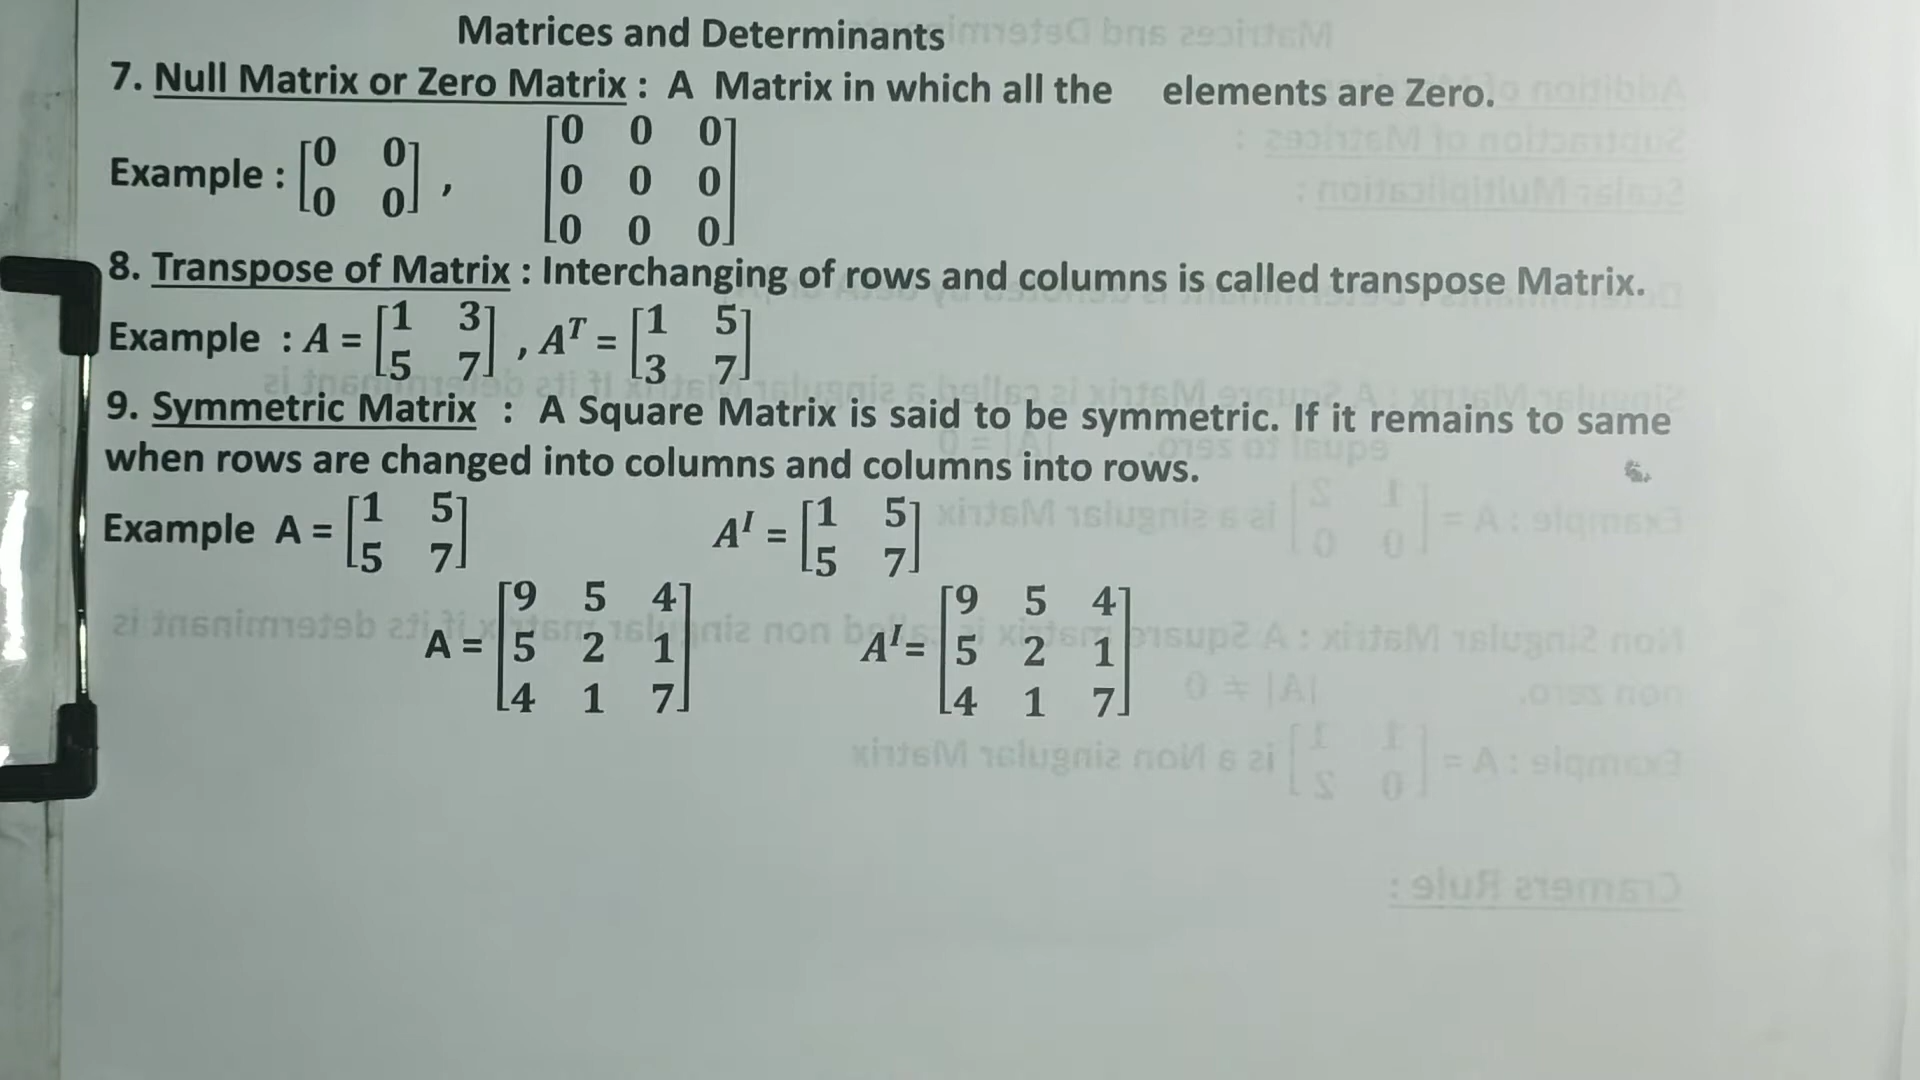 Matrices and Determinants
7. Null Matrix or Zero Matrix : A Matrix in which all the elements are Zero.
Example : [0 0
0 0] , [0 0 0
0 0 0
0 0 0]
8. Transpose of Matrix : Interchanging of rows and columns is called transpose Matrix.
Example : A = [1 3
5 7] , Aᵀ = [1 5
3 7]
9. Symmetric Matrix : A Square Matrix is said to be symmetric. If it remains to same
when rows are changed into columns and columns into rows.
Example A = [1 5
5 7] Aᴵ = [1 5
5 7]
A = [9 5 4
5 2 1
4 1 7] Aᴵ= [9 5 4
5 2 1
4 1 7]